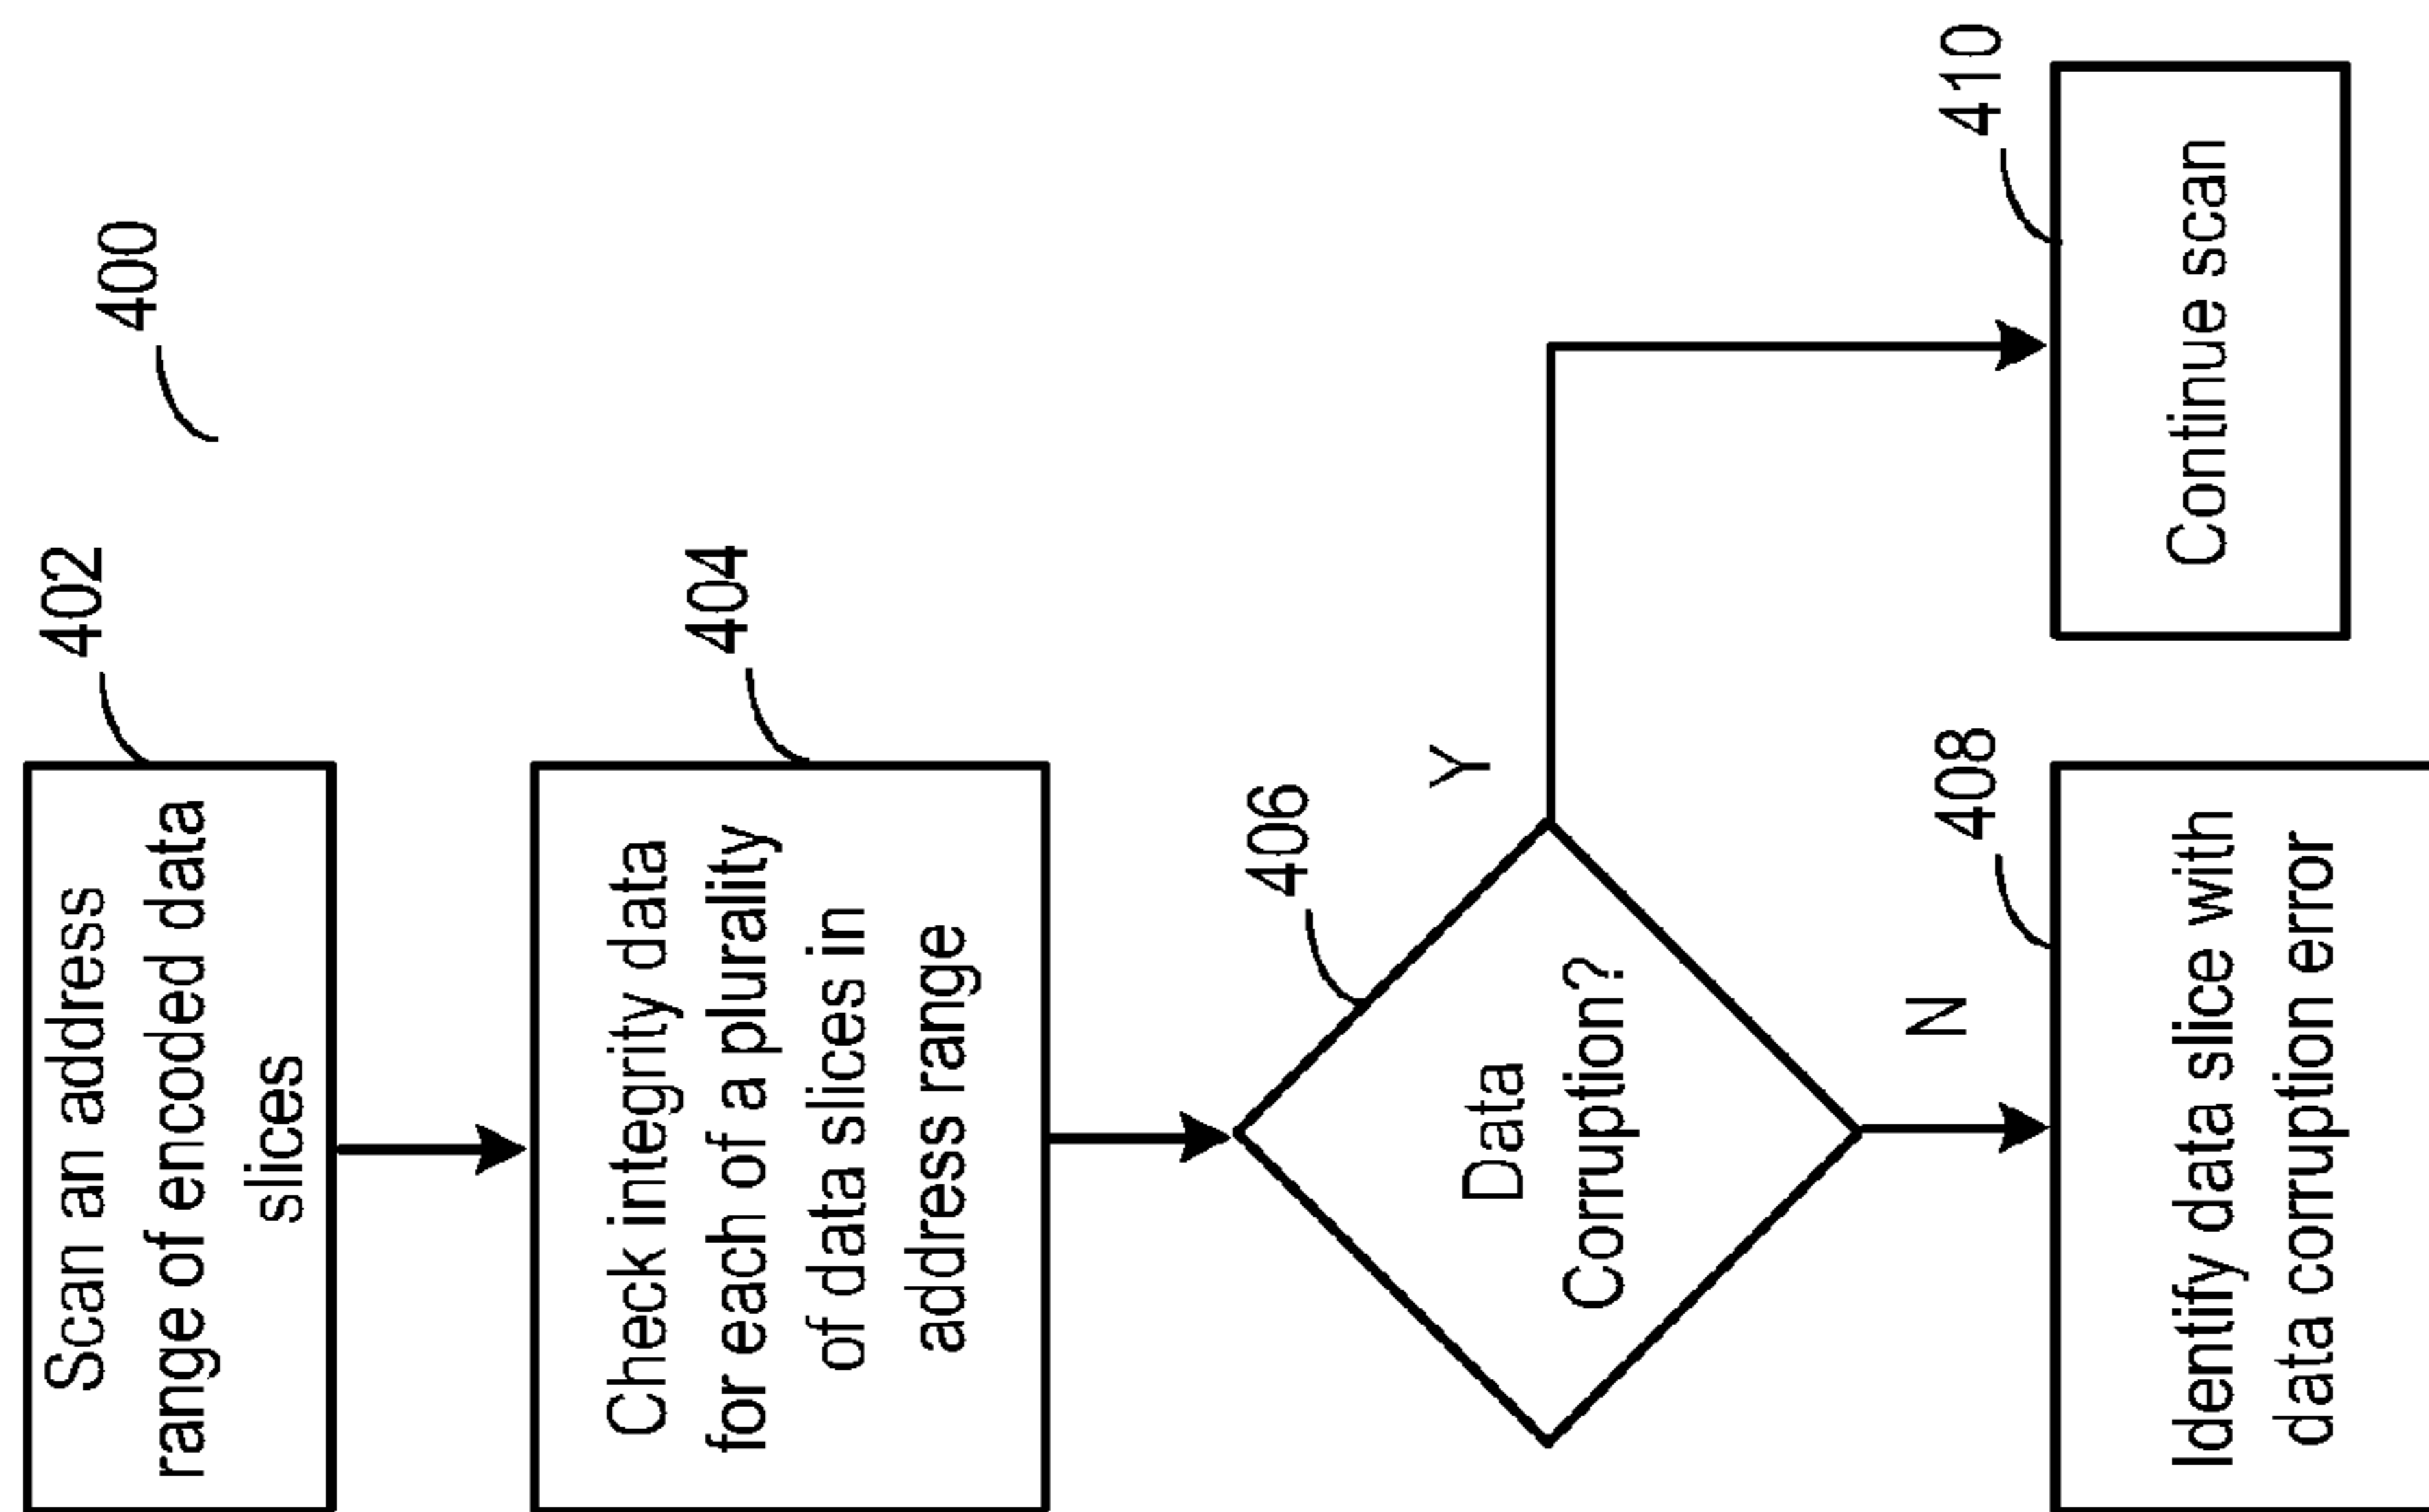 400
402
Scan an address
range of encoded data
slices
404
Check integrity data
for each of a plurality
of data slices in
address range
406
Data
Corruption?
Y
N
408
Identify data slice with
data corruption error
410
Continue scan